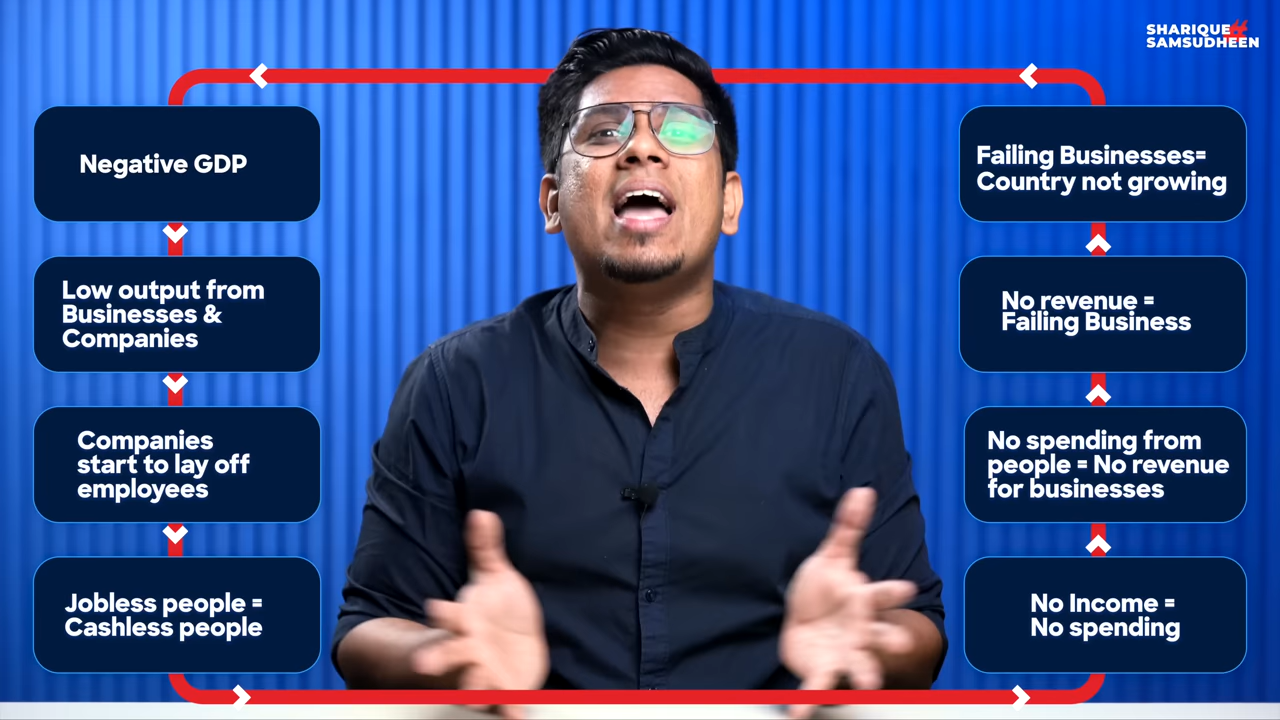 SHARIQUE
SAMSUDHEEN
Negative GDP
Low output from
Businesses &
Companies
Companies
start to lay off
employees
Jobless people =
Cashless people
Failing Businesses=
Country not growing
No revenue =
Failing Business
No spending from
people = No revenue
for businesses
No Income =
No spending